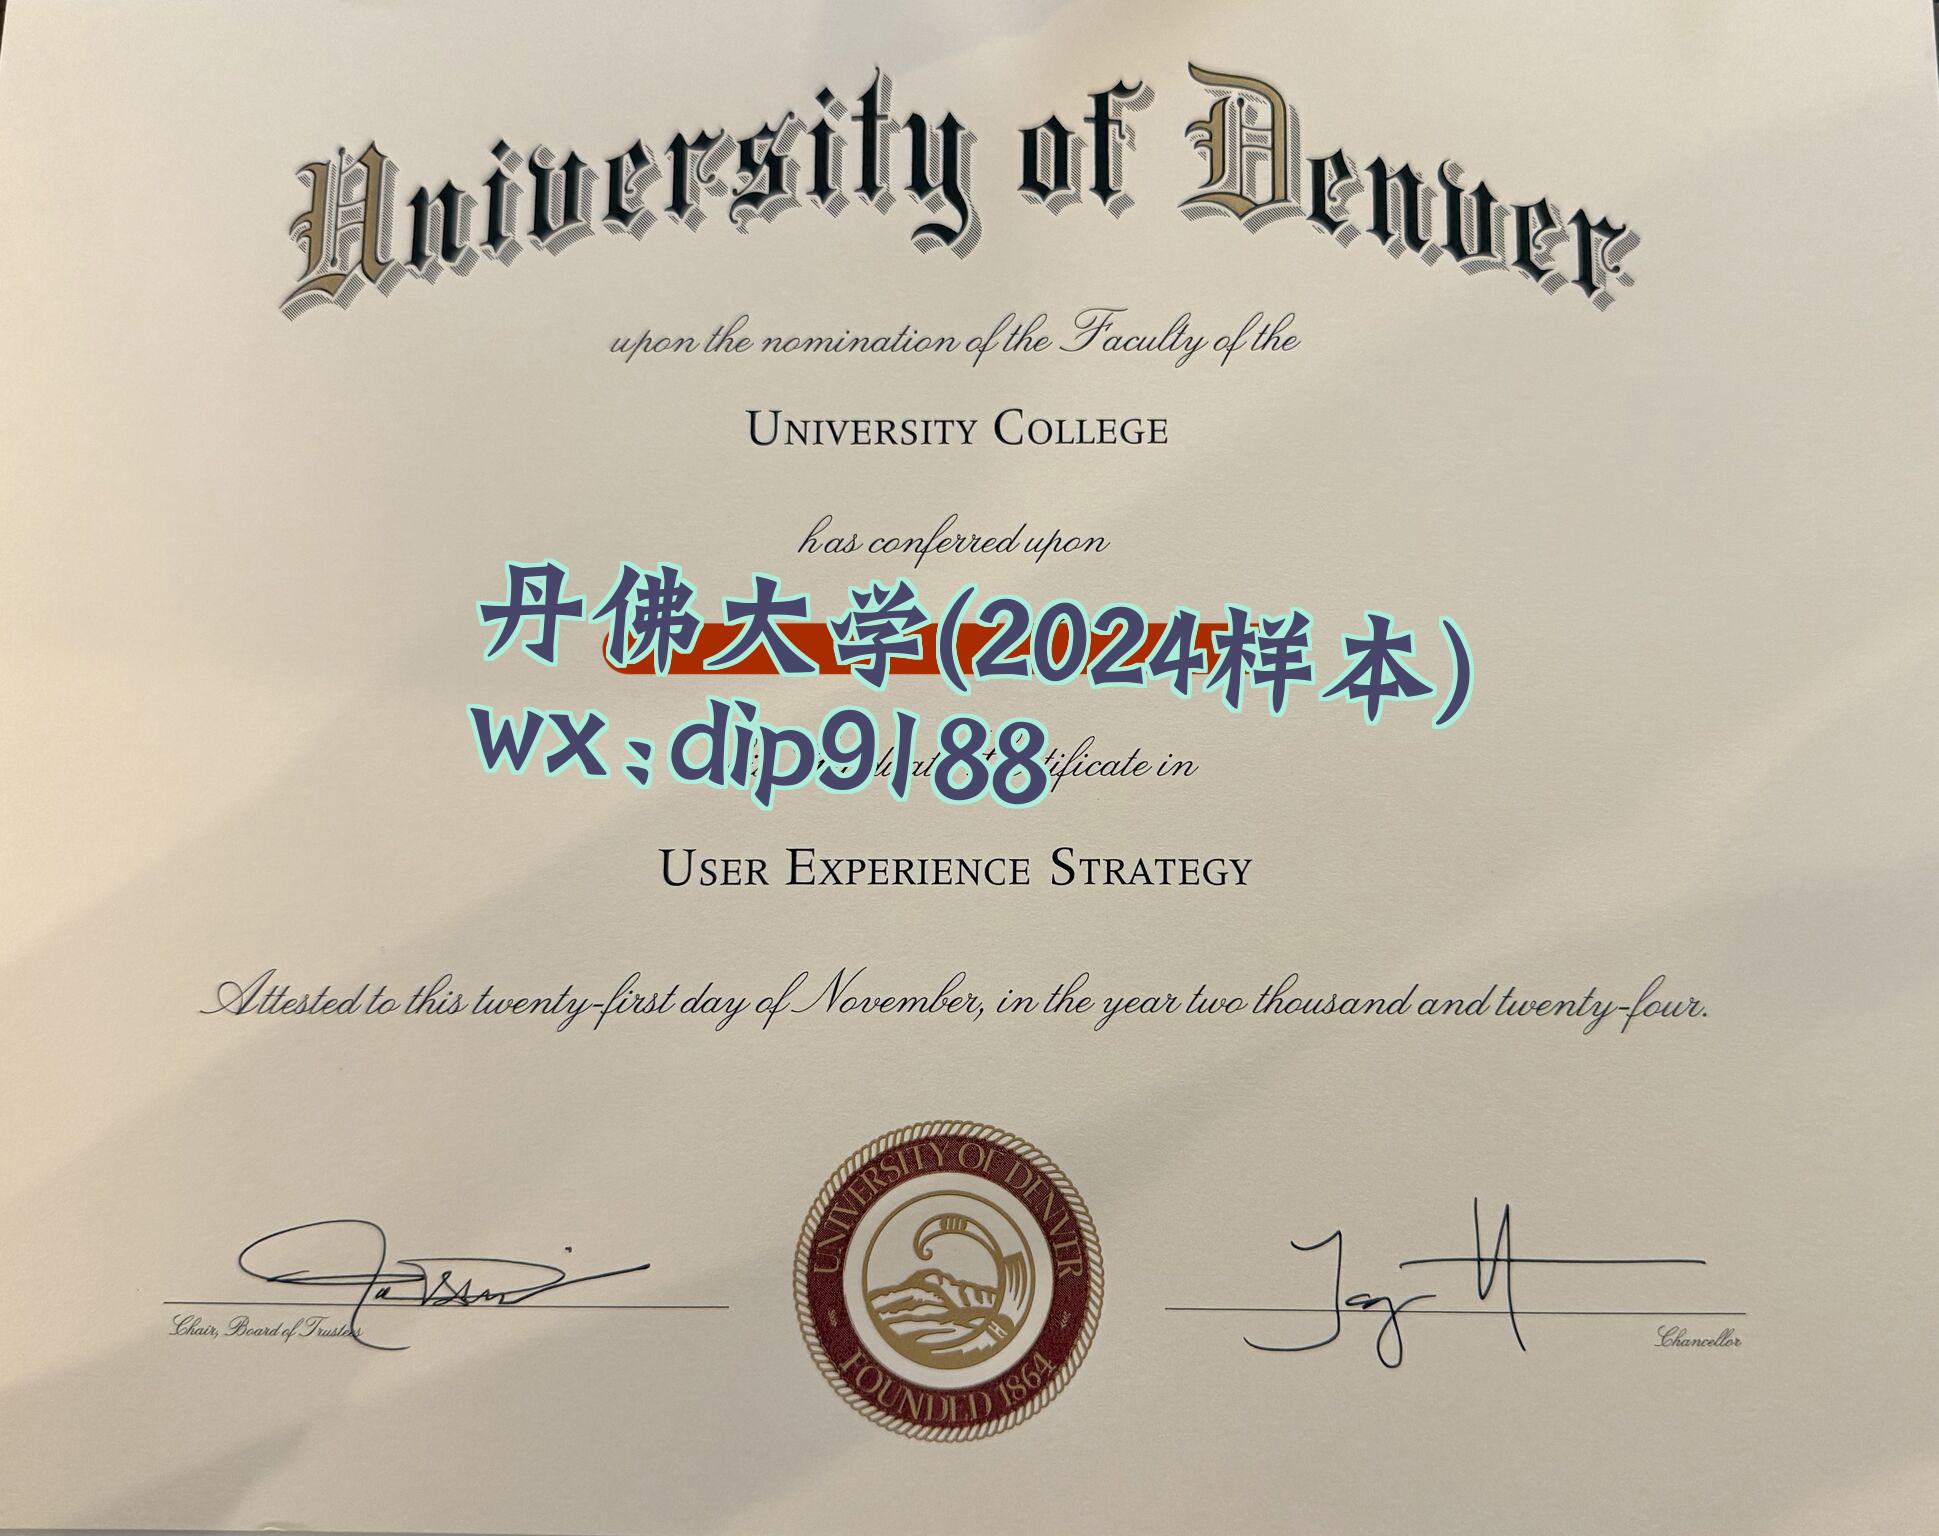 University of Denver
upon the nomination of the Faculty of the
UNIVERSITY COLLEGE
has conferred upon
丹佛大学(2024样本)
wx:dip9188
Certificate in
USER EXPERIENCE STRATEGY
Attested to this twenty-first day of November, in the year two thousand and twenty-four.
UNIVERSITY OF DENVER
FOUNDED 1864
Chair, Board of Trustees
Chancellor